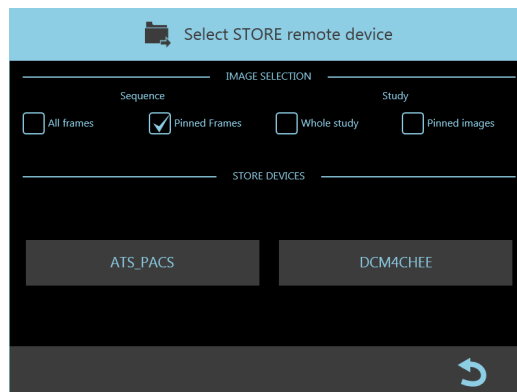 Select STORE remote device
IMAGE SELECTION
Sequence Study
All frames Pinned Frames Whole study Pinned images
STORE DEVICES
ATS_PACS DCM4CHEE